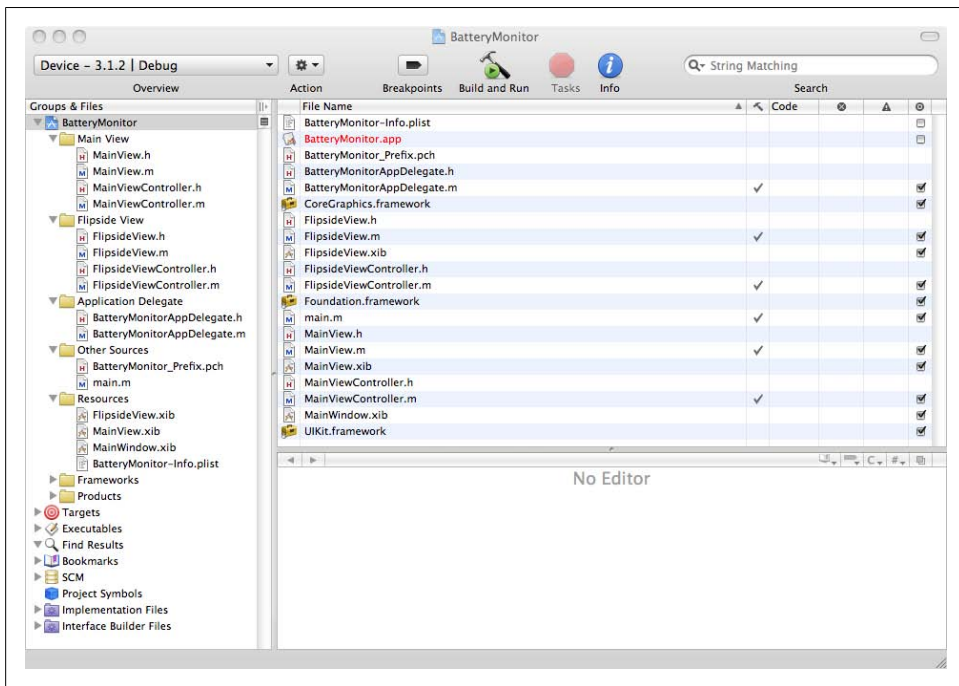 BatteryMonitor
Device - 3.1.2 | Debug
String Matching
Overview
Action
Breakpoints
Build and Run
Tasks
Info
Search
Groups & Files
BatteryMonitor
Main View
MainView.h
MainView.m
MainViewController.h
MainViewController.m
Flipside View
FlipsideView.h
FlipsideView.m
FlipsideViewController.h
FlipsideViewController.m
Application Delegate
BatteryMonitorAppDelegate.h
BatteryMonitorAppDelegate.m
Other Sources
BatteryMonitor_Prefix.pch
main.m
Resources
FlipsideView.xib
MainView.xib
MainWindow.xib
BatteryMonitor-Info.plist
Frameworks
Products
Targets
Executables
Find Results
Bookmarks
SCM
Project Symbols
Implementation Files
Interface Builder Files
File Name
Code
BatteryMonitor-Info.plist
BatteryMonitor.app
BatteryMonitor_Prefix.pch
BatteryMonitorAppDelegate.h
BatteryMonitorAppDelegate.m
CoreGraphics.framework
FlipsideView.h
FlipsideView.m
FlipsideView.xib
FlipsideViewController.h
FlipsideViewController.m
Foundation.framework
main.m
MainView.h
MainView.m
MainView.xib
MainViewController.h
MainViewController.m
MainWindow.xib
UIKit.framework
C #
No Editor